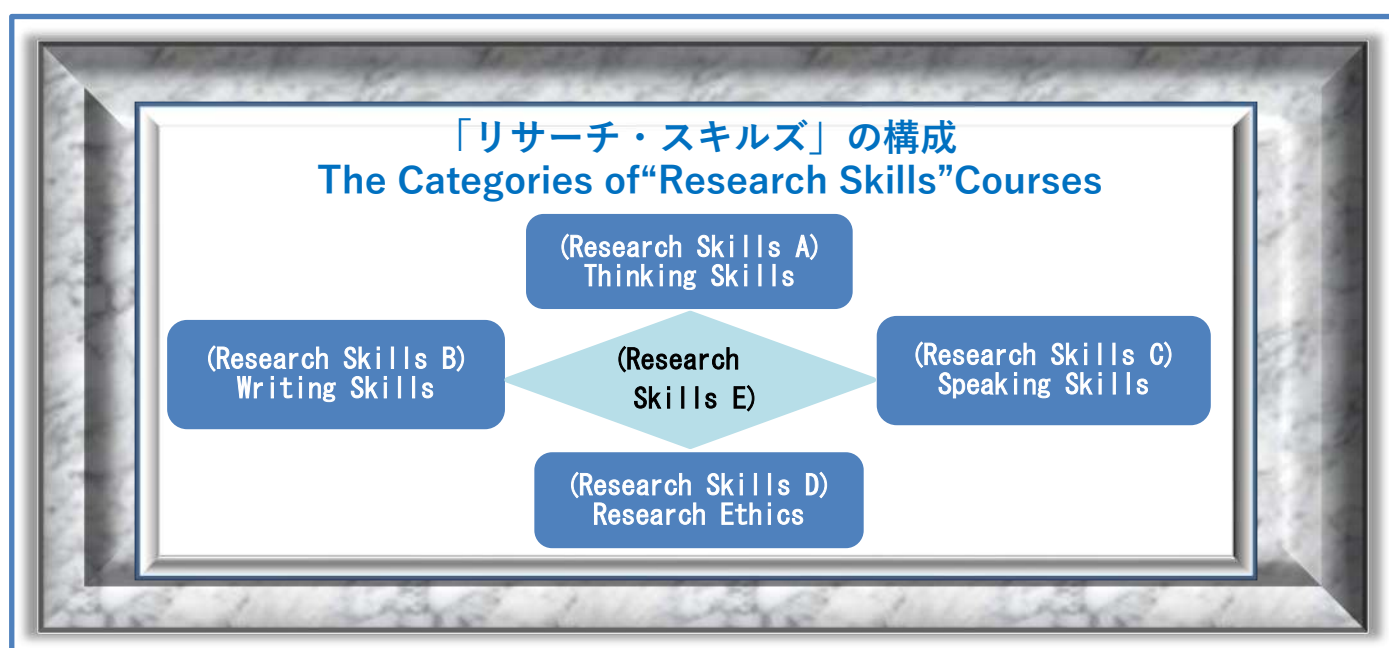 「リサーチ・スキルズ」の構成
The Categories of“Research Skills”Courses
(Research Skills A)
Thinking Skills
(Research Skills B)
Writing Skills
(Research
Skills E)
(Research Skills C)
Speaking Skills
(Research Skills D)
Research Ethics